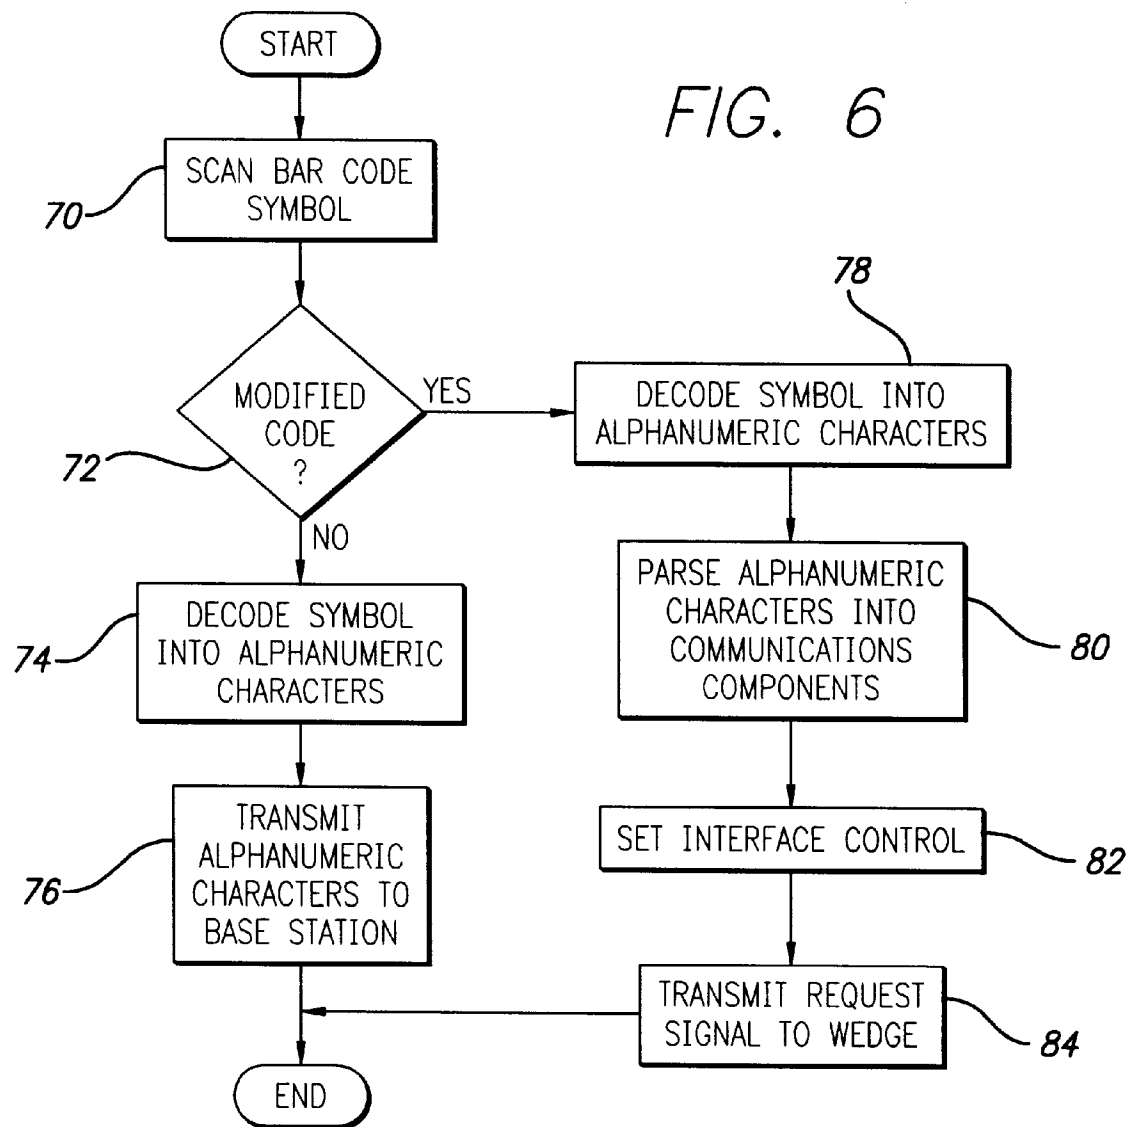 START
FIG. 6
SCAN BAR CODE
SYMBOL
70
78
MODIFIED
CODE
?
YES
72
NO
DECODE SYMBOL INTO
ALPHANUMERIC CHARACTERS
DECODE SYMBOL
INTO ALPHANUMERIC
CHARACTERS
74
PARSE ALPHANUMERIC
CHARACTERS INTO
COMMUNICATIONS
COMPONENTS
80
TRANSMIT
ALPHANUMERIC
CHARACTERS TO
BASE STATION
76
SET INTERFACE CONTROL
82
TRANSMIT REQUEST
SIGNAL TO WEDGE
84
END